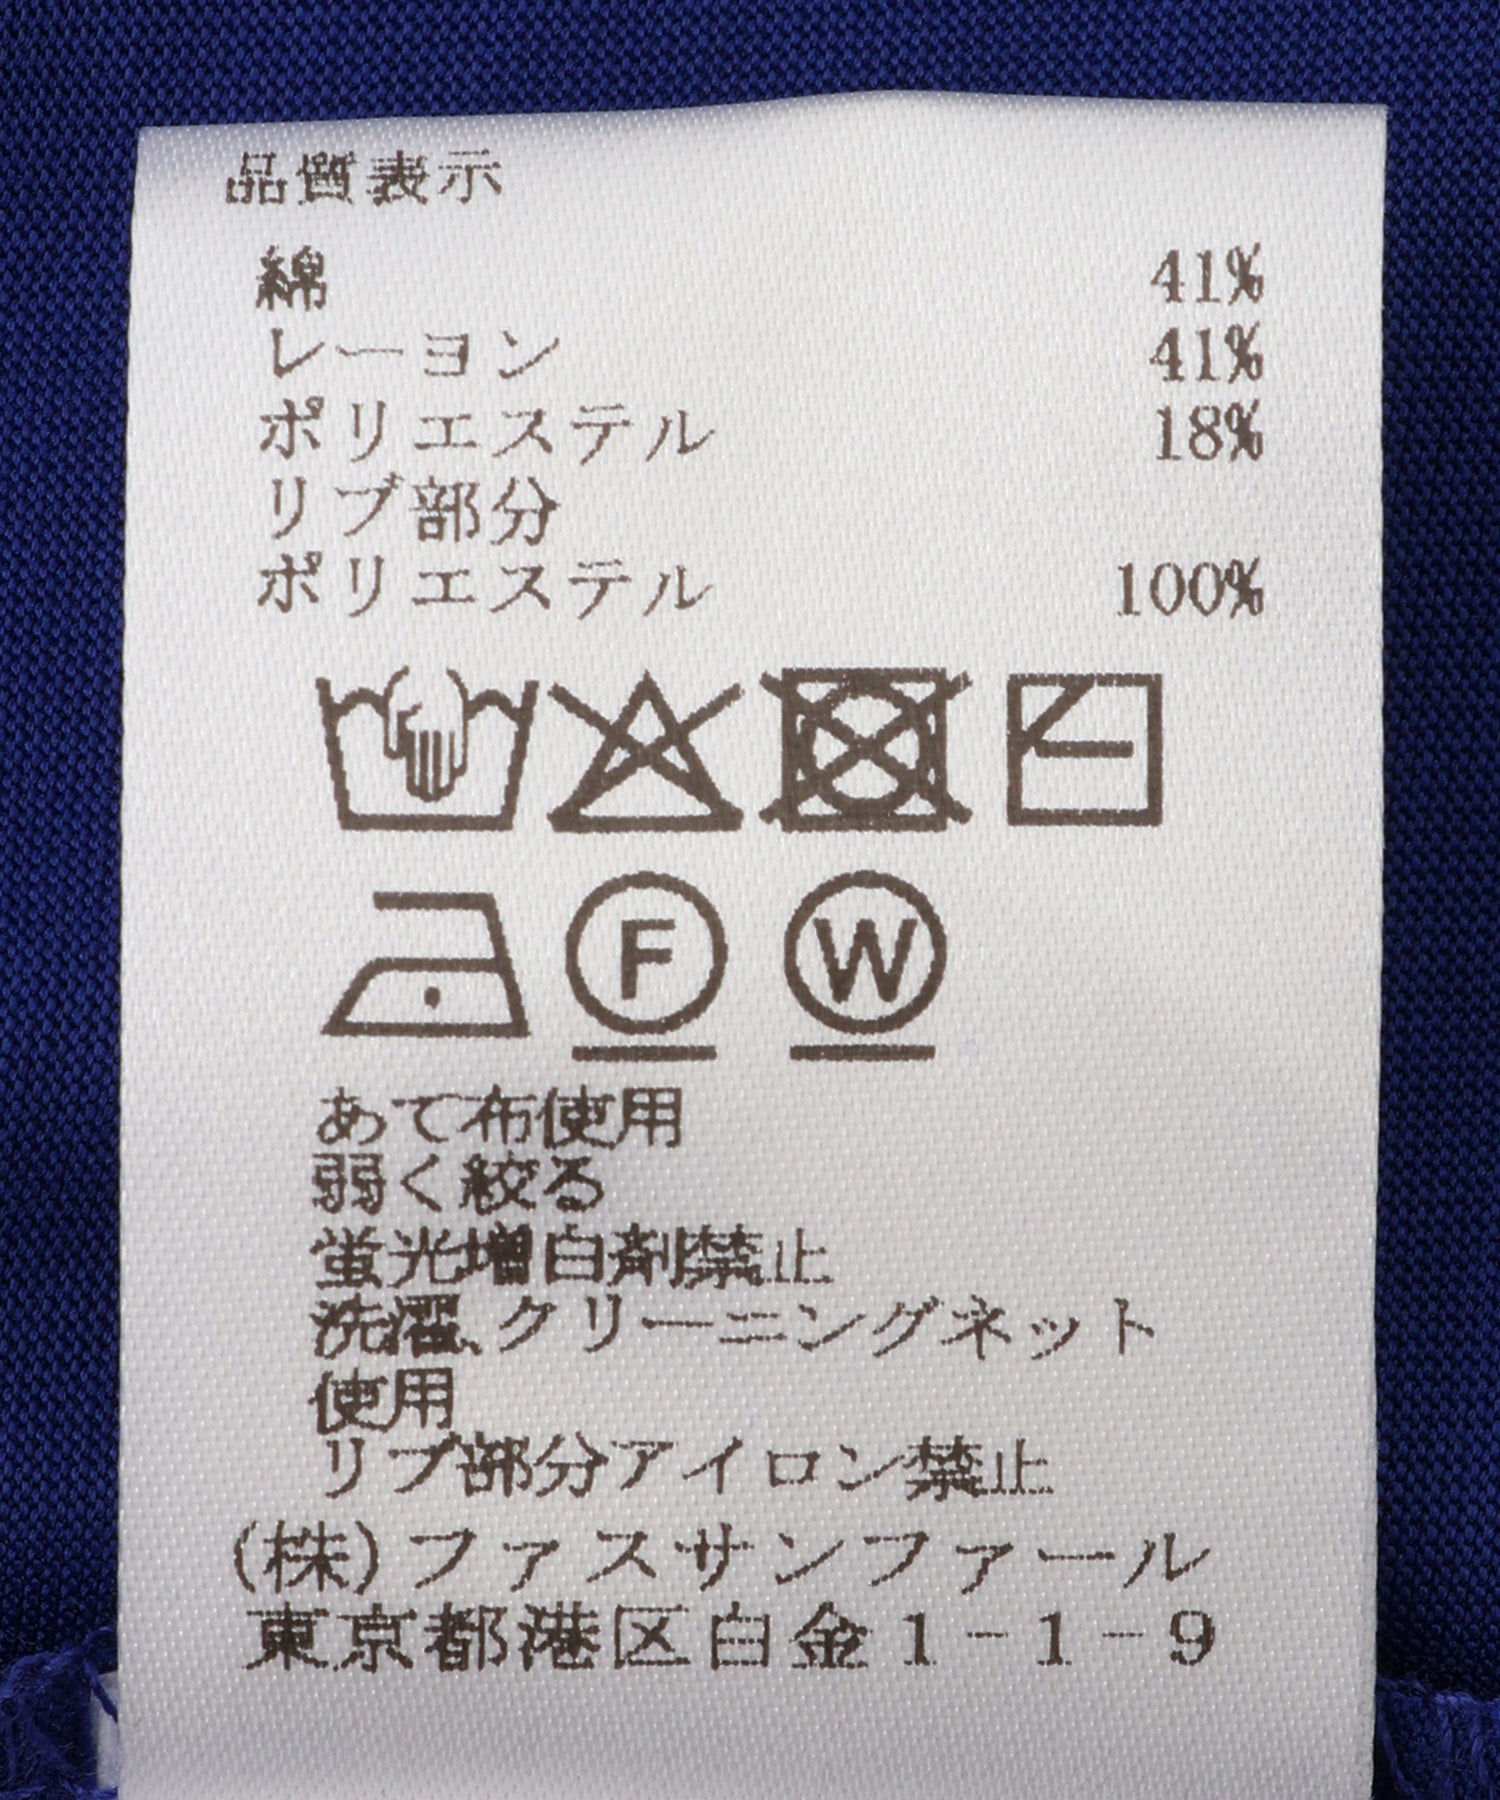 品質表示
綿 41%
レーヨン 41%
ポリエステル 18%
リブ部分
ポリエステル 100%
F W
あて布使用
弱く絞る
蛍光増白剤禁止
洗濯、クリーニングネット
使用
リブ部分アイロン禁止
(株)ファスサンファール
東京都港区白金1-1-9